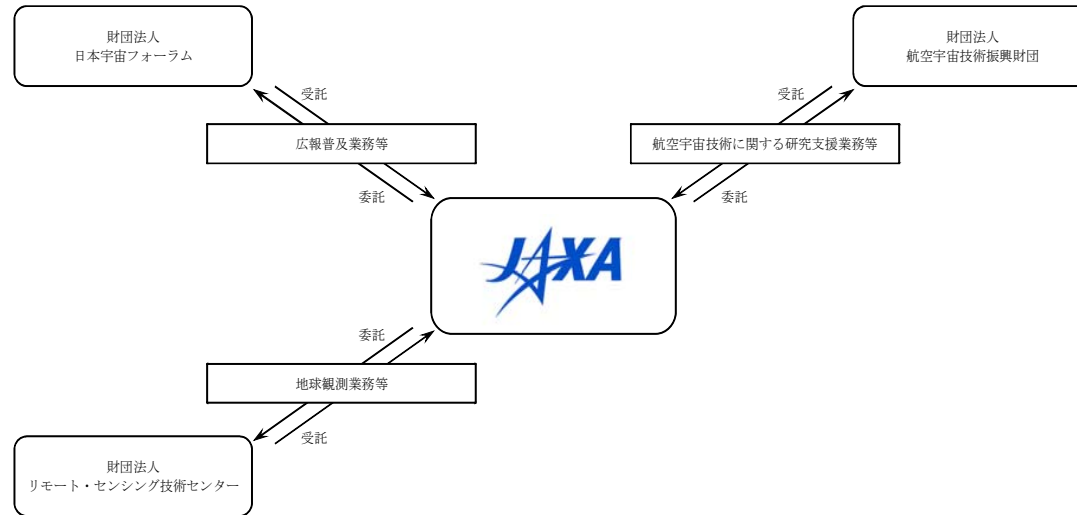 財団法人
日本宇宙フォーラム
財団法人
航空宇宙技術振興財団
受託
受託
広報普及業務等
航空宇宙技術に関する研究支援業務等
委託
委託
JAXA
委託
地球観測業務等
受託
財団法人
リモート・センシング技術センター